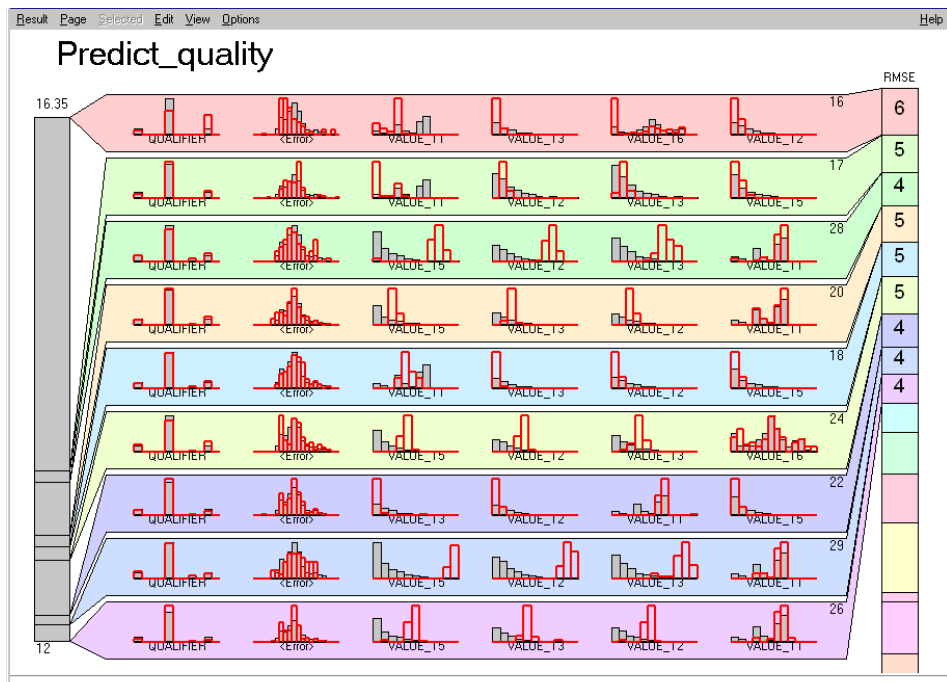 Result Page Selected Edit View Options Help
Predict_quality
RMSE
16.35
16
6
QUALIFIER <Error> VALUE_T1 VALUE_T3 VALUE_T6 VALUE_T2
17
5
QUALIFIER <Error> VALUE_T1 VALUE_T2 VALUE_T3 VALUE_T5
28
4
QUALIFIER <Error> VALUE_T5 VALUE_T2 VALUE_T3 VALUE_T1
20
5
QUALIFIER <Error> VALUE_T5 VALUE_T3 VALUE_T2 VALUE_T1
18
5
QUALIFIER <Error> VALUE_T1 VALUE_T3 VALUE_T2 VALUE_T5
24
5
QUALIFIER <Error> VALUE_T5 VALUE_T2 VALUE_T3 VALUE_T6
22
4
QUALIFIER <Error> VALUE_T3 VALUE_T2 VALUE_T1 VALUE_T5
29
4
QUALIFIER <Error> VALUE_T5 VALUE_T2 VALUE_T3 VALUE_T1
26
4
QUALIFIER <Error> VALUE_T5 VALUE_T3 VALUE_T2 VALUE_T1
12